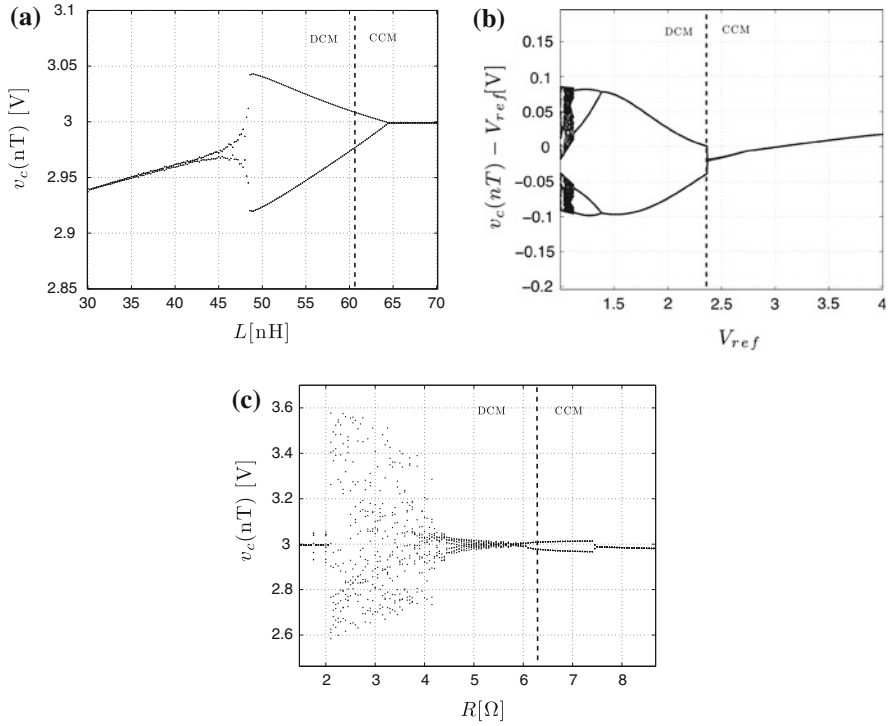 (a)
3.1
3.05
3
2.95
2.9
2.85
v_c(nT) [V]
DCM
CCM
30 35 40 45 50 55 60 65 70
L[nH]
(b)
0.15
0.1
0.05
0
-0.05
-0.1
-0.15
-0.2
v_c(nT) − V_ref[V]
DCM
CCM
1.5 2 2.5 3 3.5 4
V_ref
(c)
3.6
3.4
3.2
3
2.8
2.6
v_c(nT) [V]
DCM
CCM
2 3 4 5 6 7 8
R[Ω]